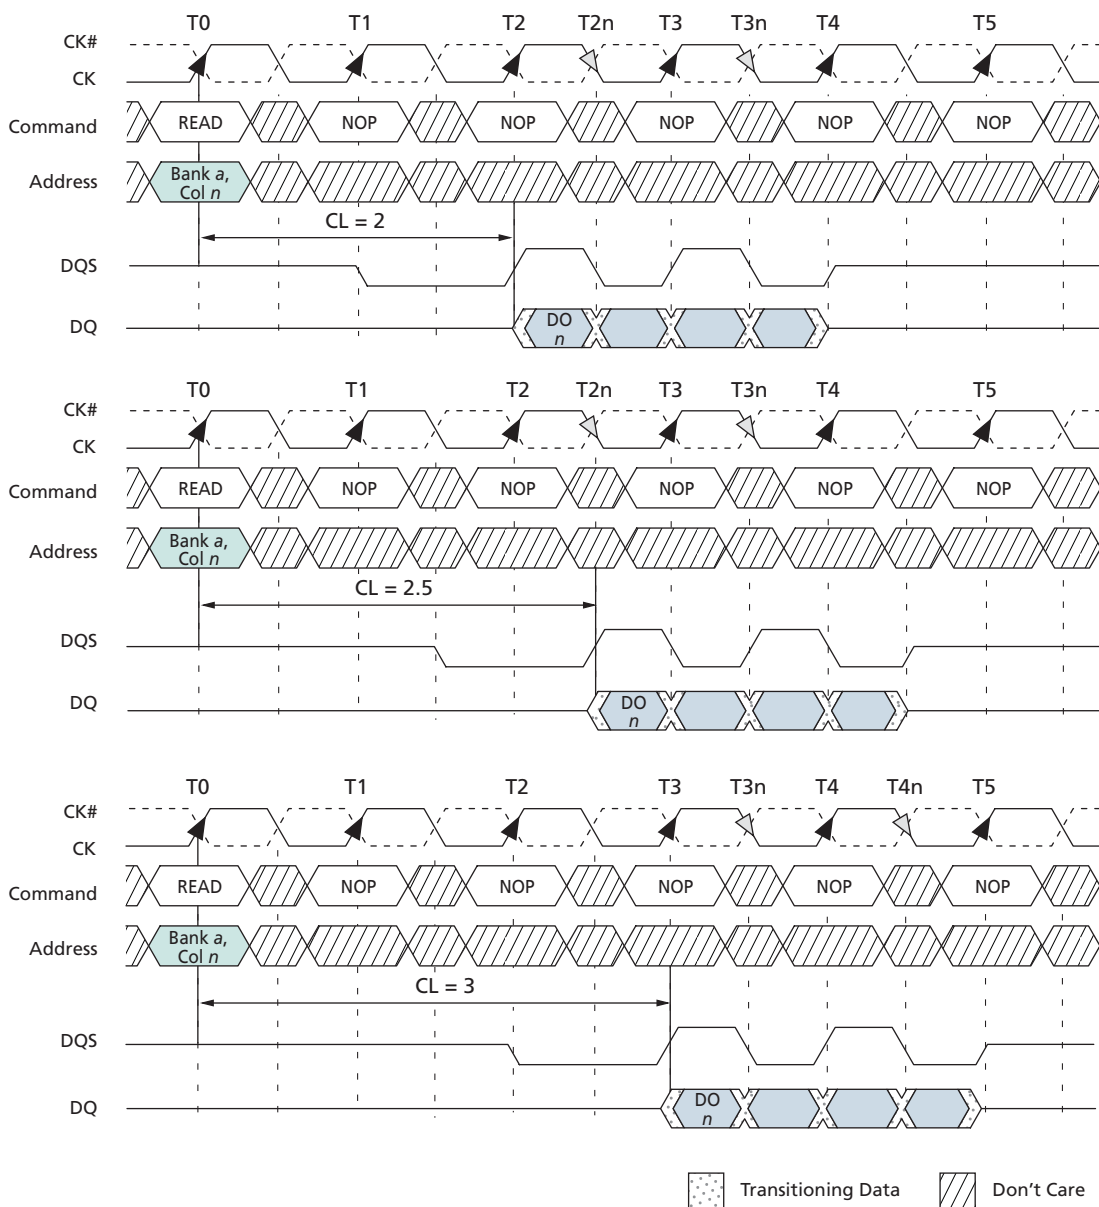 T0 T1 T2 T2n T3 T3n T4 T5
CK#
CK
Command READ NOP NOP NOP NOP NOP
Address Bank a,
Col n
CL = 2
DQS
DQ DO
n
T0 T1 T2 T2n T3 T3n T4 T5
CK#
CK
Command READ NOP NOP NOP NOP NOP
Address Bank a,
Col n
CL = 2.5
DQS
DQ DO
n
T0 T1 T2 T3 T3n T4 T4n T5
CK#
CK
Command READ NOP NOP NOP NOP NOP
Address Bank a,
Col n
CL = 3
DQS
DQ DO
n
Transitioning Data Don't Care